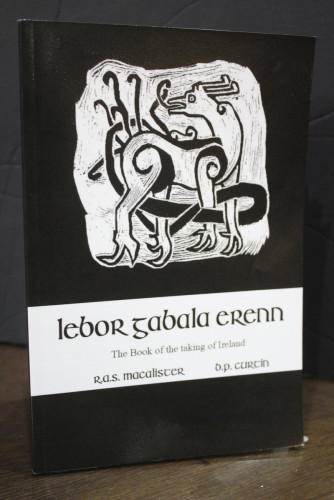 Lebor Gabala Erenn
The Book of the taking of Ireland
R.A.S. Macalister D.P. Curtin